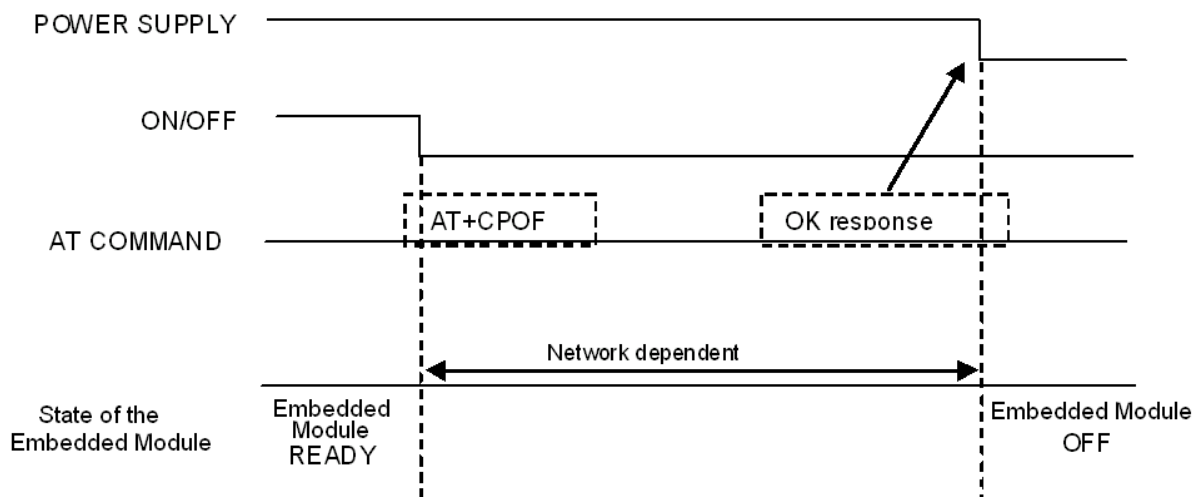 POWER SUPPLY
ON/OFF
AT COMMAND
AT+CPOF
OK response
Network dependent
State of the
Embedded Module
Embedded
Module
READY
Embedded Module
OFF